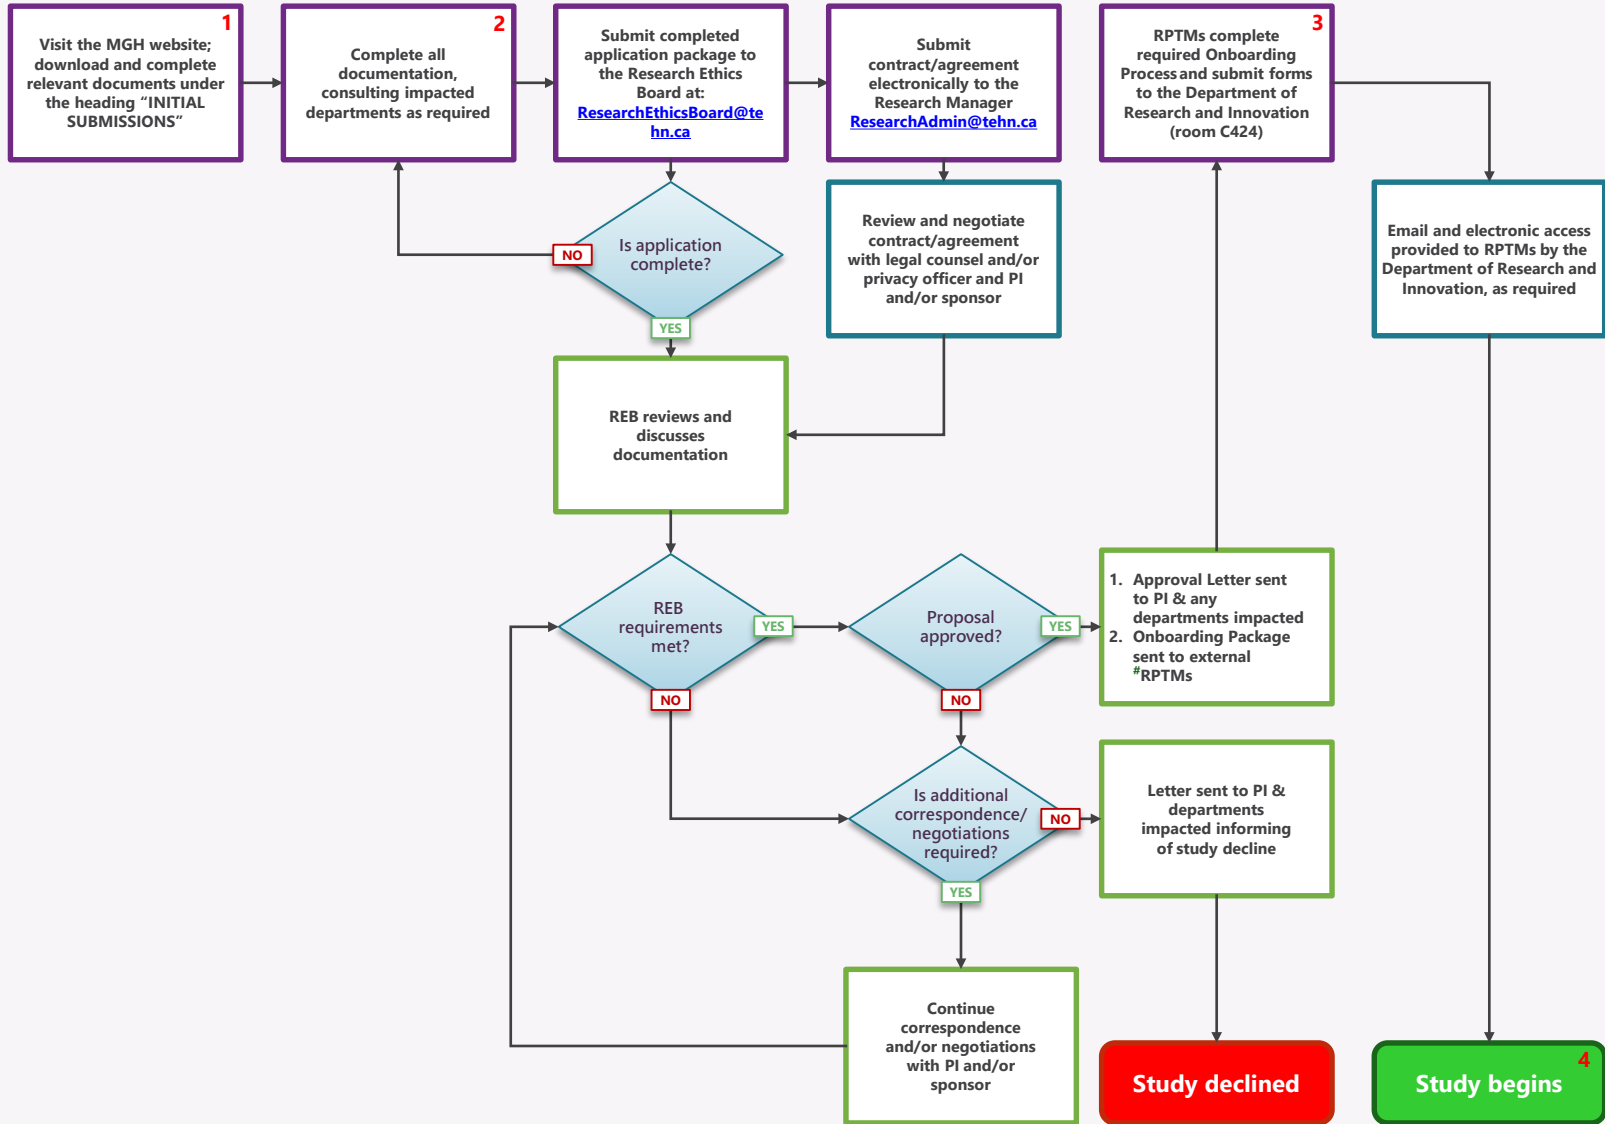 1
Visit the MGH website;
download and complete
relevant documents under
the heading “INITIAL
SUBMISSIONS”
2
Complete all
documentation,
consulting impacted
departments as required
Submit completed
application package to
the Research Ethics
Board at:
ResearchEthicsBoard@te
hn.ca
Submit
contract/agreement
electronically to the
Research Manager
ResearchAdmin@tehn.ca
3
RPTMs complete
required Onboarding
Process and submit forms
to the Department of
Research and Innovation
(room C424)
Is application
complete?
NO
YES
Review and negotiate
contract/agreement
with legal counsel and/or
privacy officer and PI
and/or sponsor
Email and electronic access
provided to RPTMs by the
Department of Research and
Innovation, as required
REB reviews and
discusses
documentation
REB
requirements
met?
YES
NO
Proposal
approved?
YES
NO
1. Approval Letter sent
to PI & any
departments impacted
2. Onboarding Package
sent to external
#RPTMs
Is additional
correspondence/
negotiations
required?
NO
YES
Letter sent to PI &
departments
impacted informing
of study decline
Continue
correspondence
and/or negotiations
with PI and/or
sponsor
Study declined
4
Study begins